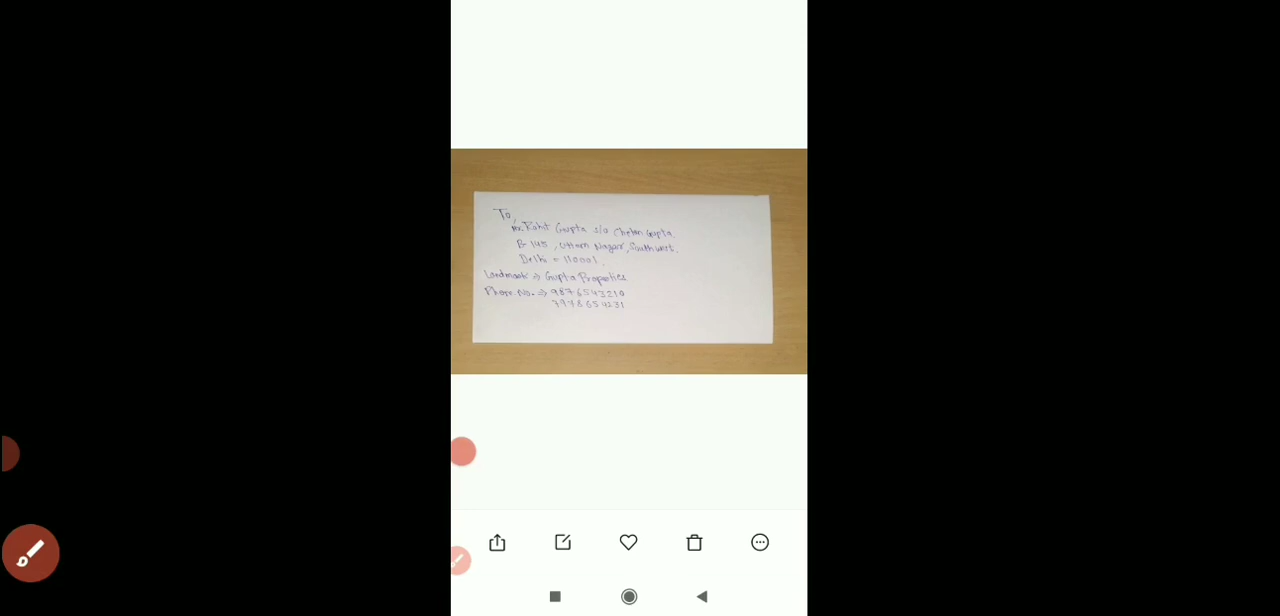 To,
Mr. Rohit Gupta s/o Chetan Gupta.
B-145, Uttam Nagar, South west.
Delhi = 110001.
Landmark => Gupta Properties
Phone No. => 9876543210
7978654231